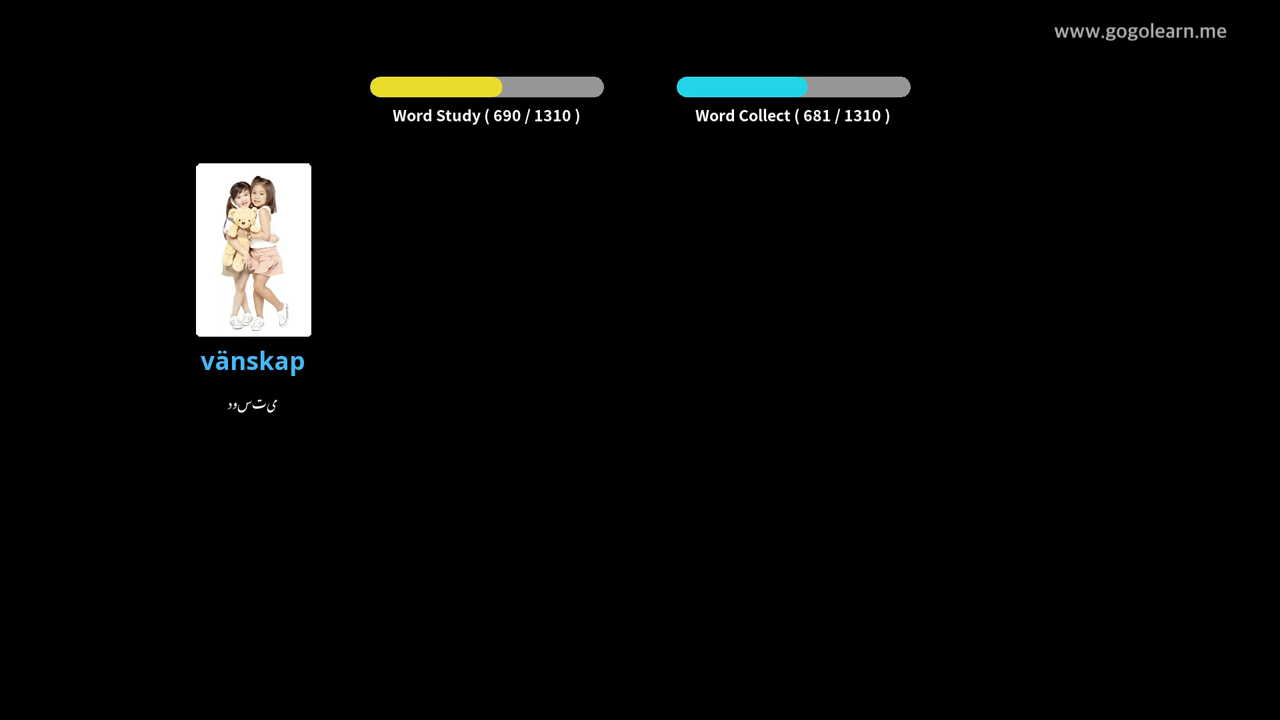 www.gogolearn.me
Word Study ( 690 / 1310 )
Word Collect ( 681 / 1310 )
vänskap
دوستی